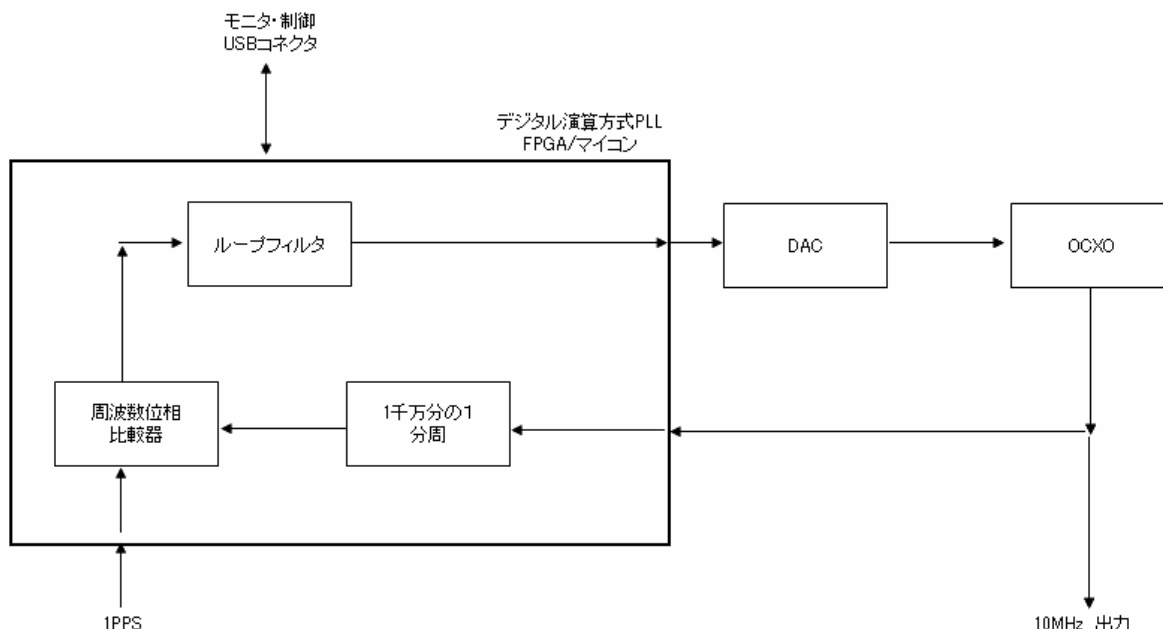 モニタ・制御
USBコネクタ
デジタル演算方式PLL
FPGA/マイコン
ループフィルタ
DAC
OCXO
周波数位相
比較器
1千万分の1
分周
1PPS
10MHz 出力